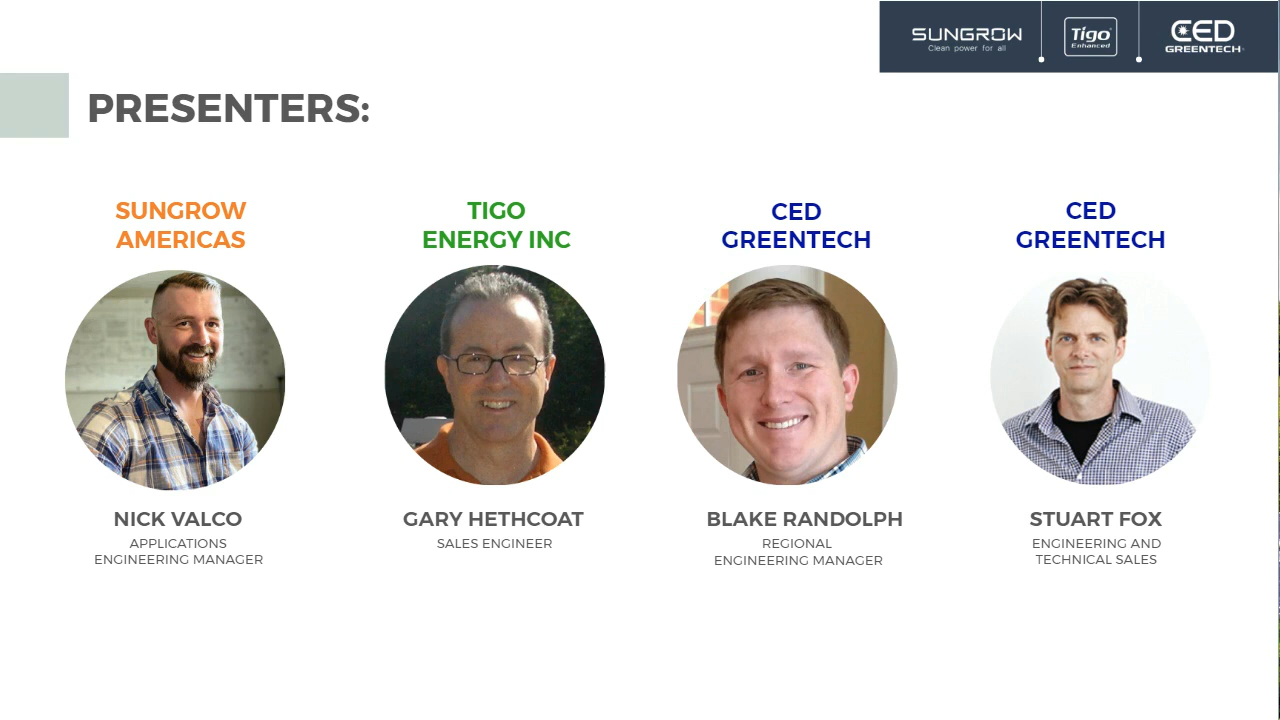 SUNGROW
Clean power for all
Tigo
Enhanced
CED
GREENTECH
PRESENTERS:
SUNGROW
AMERICAS
TIGO
ENERGY INC
CED
GREENTECH
CED
GREENTECH
NICK VALCO
APPLICATIONS
ENGINEERING MANAGER
GARY HETHCOAT
SALES ENGINEER
BLAKE RANDOLPH
REGIONAL
ENGINEERING MANAGER
STUART FOX
ENGINEERING AND
TECHNICAL SALES